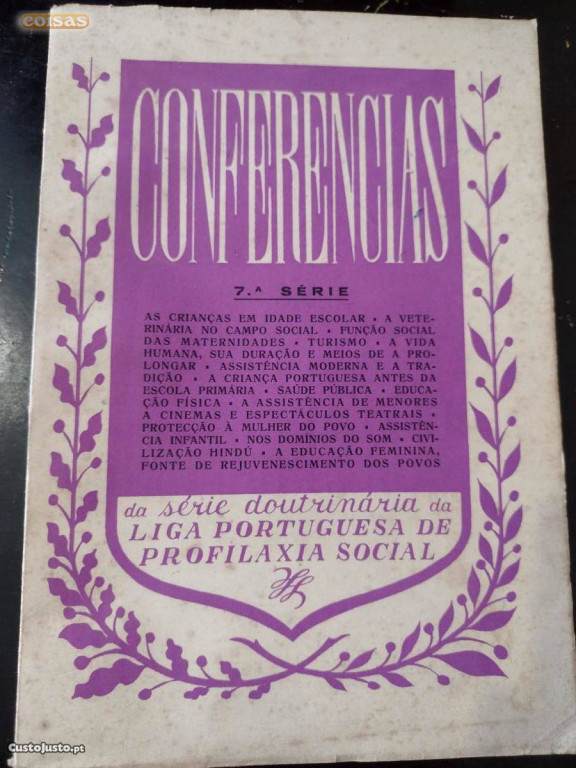 coisas
CONFERENCIAS
7.ᴬ SÉRIE
AS CRIANÇAS EM IDADE ESCOLAR • A VETE-
RINÁRIA NO CAMPO SOCIAL • FUNÇÃO SOCIAL
DAS MATERNIDADES • TURISMO • A VIDA
HUMANA, SUA DURAÇÃO E MEIOS DE A PRO-
LONGAR • ASSISTÊNCIA MODERNA E A TRA-
DIÇÃO • A CRIANÇA PORTUGUESA ANTES DA
ESCOLA PRIMÁRIA • SAÚDE PÚBLICA • EDUCA-
ÇÃO FÍSICA • A ASSISTÊNCIA DE MENORES
A CINEMAS E ESPECTÁCULOS TEATRAIS •
PROTECÇÃO À MULHER DO POVO • ASSISTÊN-
CIA INFANTIL • NOS DOMÍNIOS DO SOM • CIVI-
LIZAÇÃO HINDÚ • A EDUCAÇÃO FEMININA,
FONTE DE REJUVENESCIMENTO DOS POVOS
da série doutrinária da
LIGA PORTUGUESA DE
PROFILAXIA SOCIAL
CustoJusto.pt